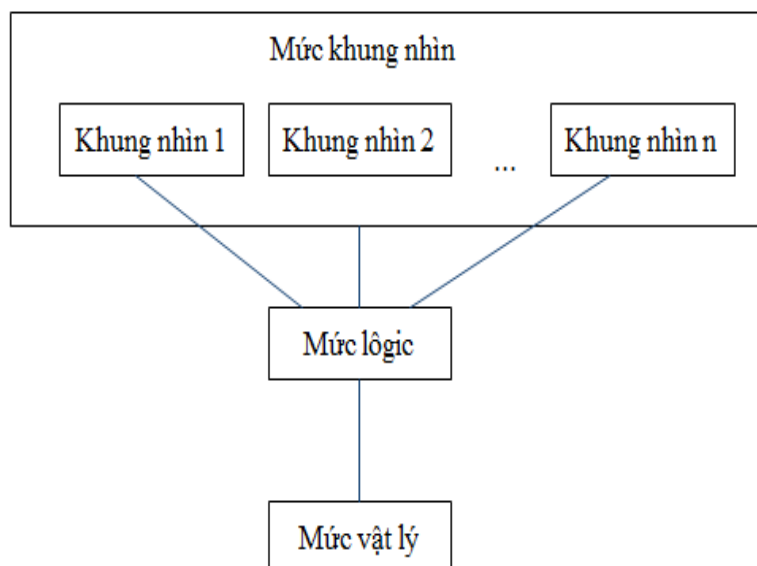 Mức khung nhìn
Khung nhìn 1
Khung nhìn 2
...
Khung nhìn n
Mức lôgic
Mức vật lý